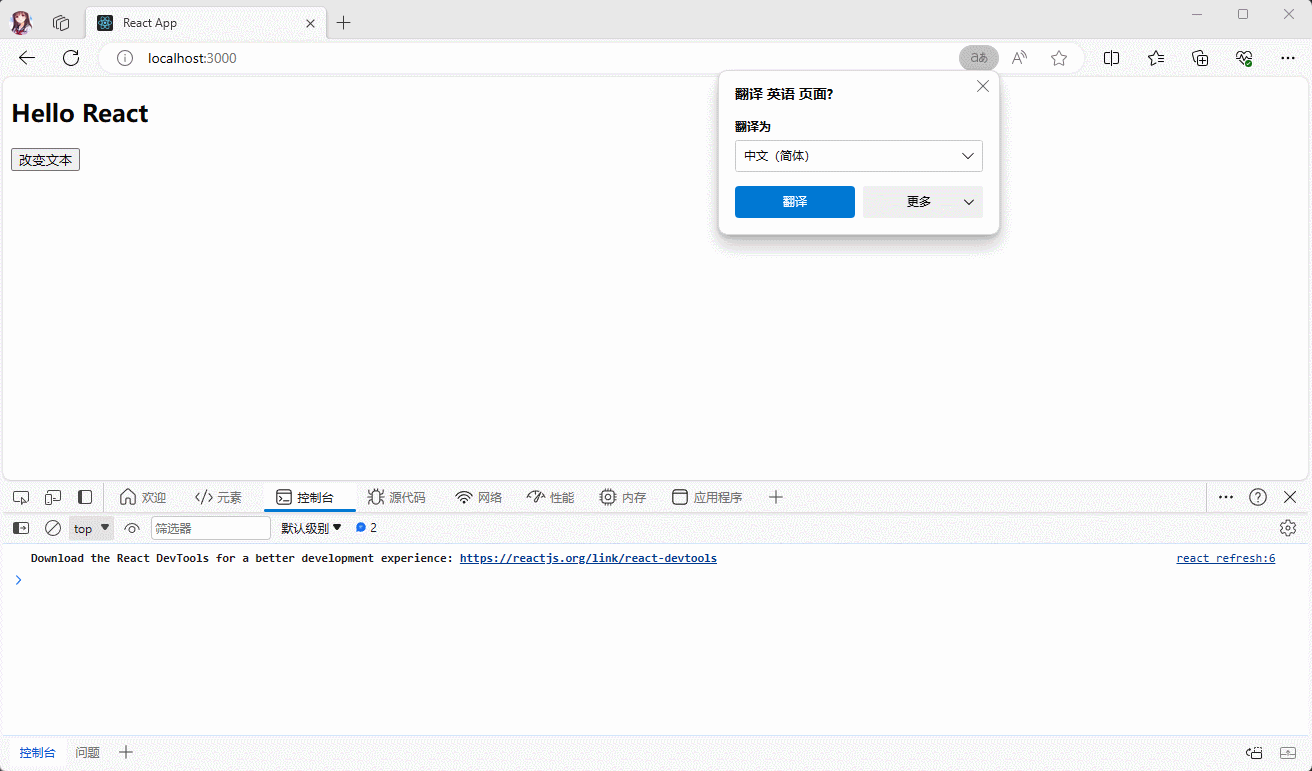 React App
localhost:3000
aあ
A
Hello React
改变文本
翻译 英语 页面?
翻译为
中文（简体）
翻译 更多
欢迎 元素 控制台 源代码 网络 性能 内存 应用程序
top 筛选器 默认级别 2
Download the React DevTools for a better development experience: https://reactjs.org/link/react-devtools react refresh:6
控制台 问题